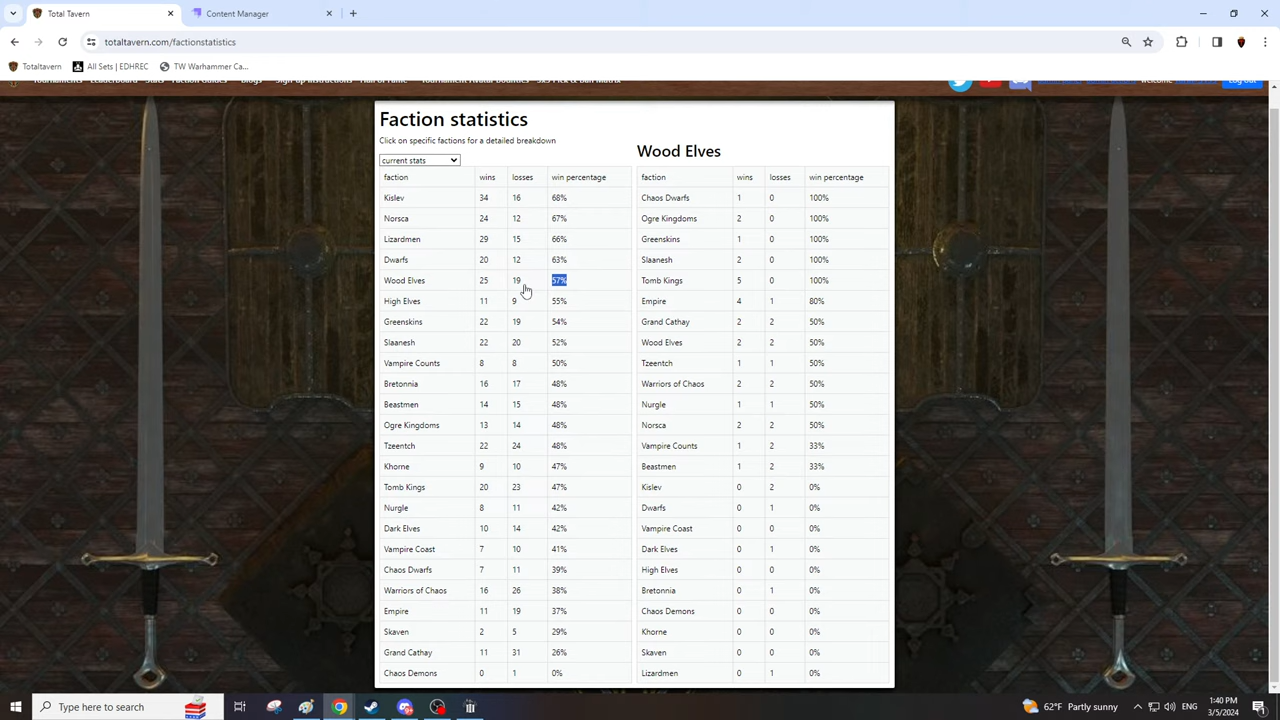 Total Tavern
Content Manager
totaltavern.com/factionstatistics
Totaltavern
All Sets | EDHREC
TW Warhammer Ca...
Faction statistics
Click on specific factions for a detailed breakdown
current stats
faction wins losses win percentage
Kislev 34 16 68%
Norsca 24 12 67%
Lizardmen 29 15 66%
Dwarfs 20 12 63%
Wood Elves 25 19 57%
High Elves 11 9 55%
Greenskins 22 19 54%
Slaanesh 22 20 52%
Vampire Counts 8 8 50%
Bretonnia 16 17 48%
Beastmen 14 15 48%
Ogre Kingdoms 13 14 48%
Tzeentch 22 24 48%
Khorne 9 10 47%
Tomb Kings 20 23 47%
Nurgle 8 11 42%
Dark Elves 10 14 42%
Vampire Coast 7 10 41%
Chaos Dwarfs 7 11 39%
Warriors of Chaos 16 26 38%
Empire 11 19 37%
Skaven 2 5 29%
Grand Cathay 11 31 26%
Chaos Demons 0 1 0%
Wood Elves
faction wins losses win percentage
Chaos Dwarfs 1 0 100%
Ogre Kingdoms 2 0 100%
Greenskins 1 0 100%
Slaanesh 2 0 100%
Tomb Kings 5 0 100%
Empire 4 1 80%
Grand Cathay 2 2 50%
Wood Elves 2 2 50%
Tzeentch 1 1 50%
Warriors of Chaos 2 2 50%
Nurgle 1 1 50%
Norsca 2 2 50%
Vampire Counts 1 2 33%
Beastmen 1 2 33%
Kislev 0 2 0%
Dwarfs 0 1 0%
Vampire Coast 0 0 0%
Dark Elves 0 1 0%
High Elves 0 0 0%
Bretonnia 0 1 0%
Chaos Demons 0 0 0%
Khorne 0 0 0%
Skaven 0 0 0%
Lizardmen 0 1 0%
Type here to search
62°F Partly sunny
1:40 PM
3/5/2024